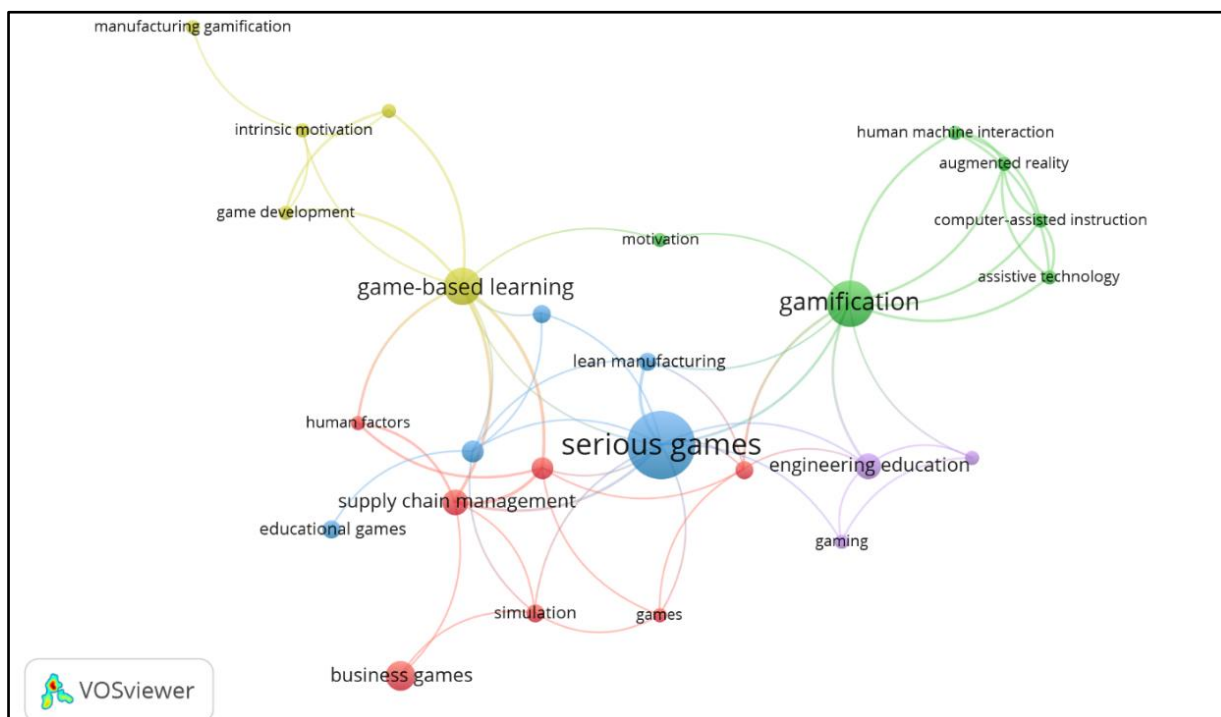 manufacturing gamification
intrinsic motivation
human machine interaction
augmented reality
game development
computer-assisted instruction
motivation
assistive technology
game-based learning
gamification
lean manufacturing
human factors
serious games
engineering education
supply chain management
educational games
gaming
simulation
games
business games
VOSviewer